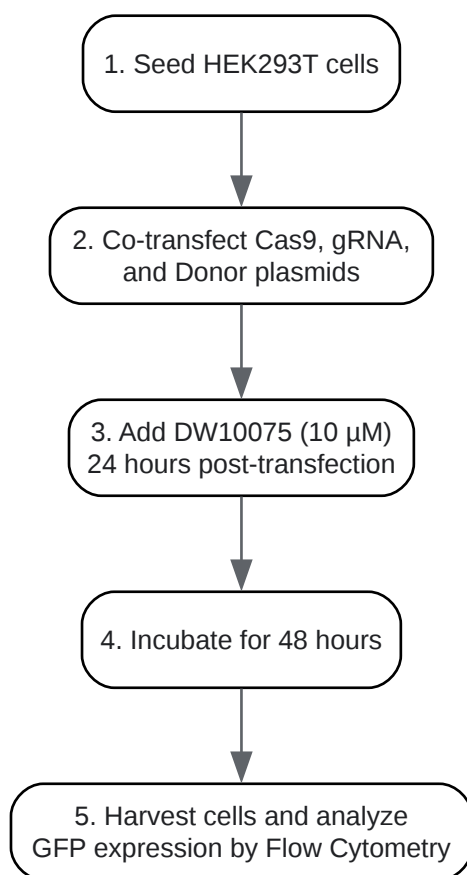 1. Seed HEK293T cells
2. Co-transfect Cas9, gRNA,
and Donor plasmids
3. Add DW10075 (10 µM)
24 hours post-transfection
4. Incubate for 48 hours
5. Harvest cells and analyze
GFP expression by Flow Cytometry